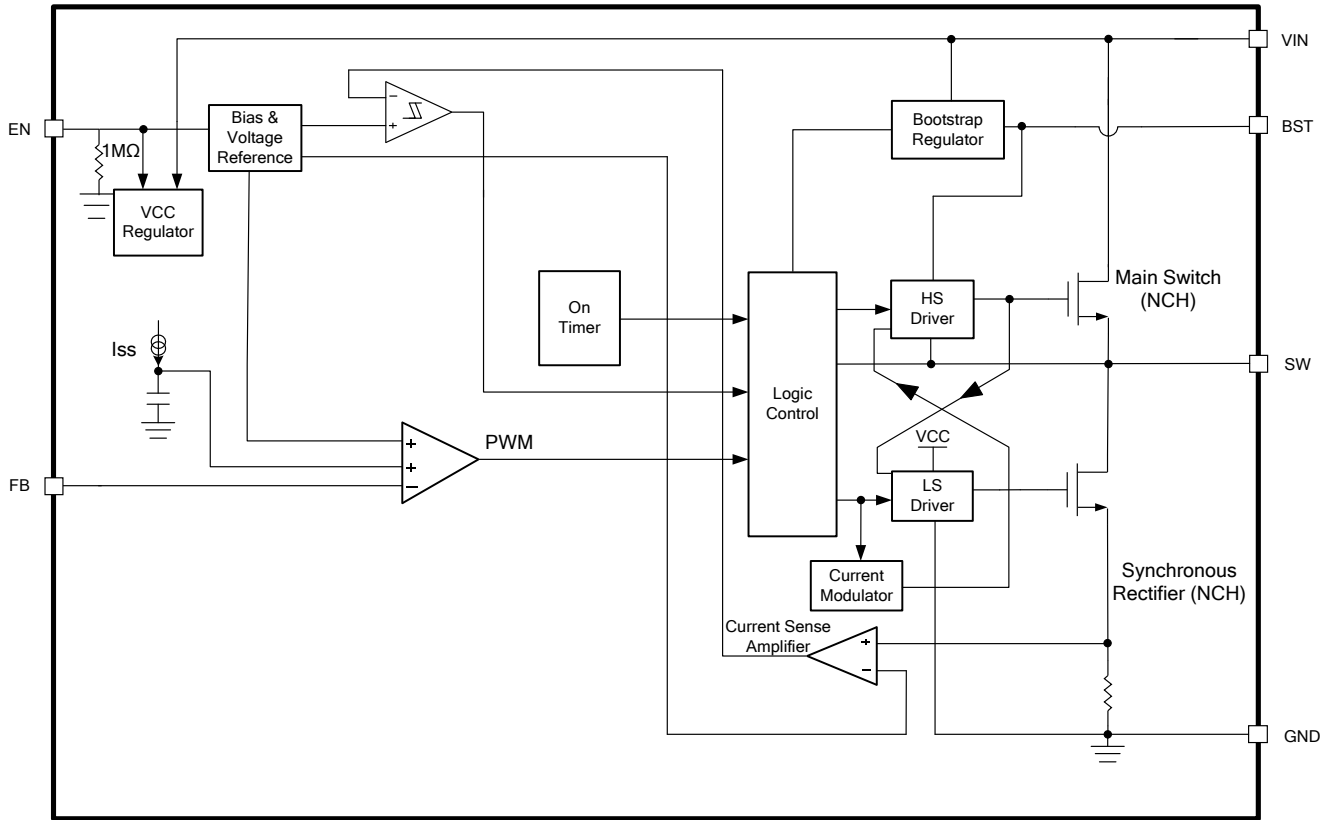 VIN
EN
1MΩ
Bias &
Voltage
Reference
−
+
Bootstrap
Regulator
BST
VCC
Regulator
On
Timer
HS
Driver
Main Switch
(NCH)
Iss
SW
Logic
Control
+
+
−
PWM
VCC
FB
LS
Driver
Current
Modulator
Synchronous
Rectifier (NCH)
Current Sense
Amplifier
+
−
GND